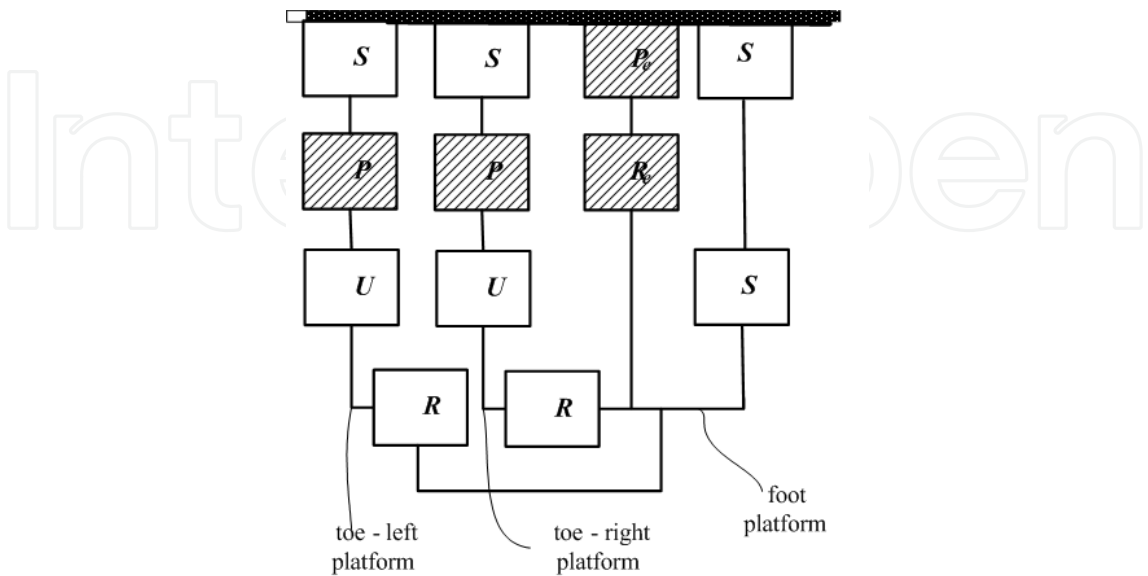 S S Pe S
P P Re
U U S
R R
toe - left
platform
toe - right
platform
foot
platform